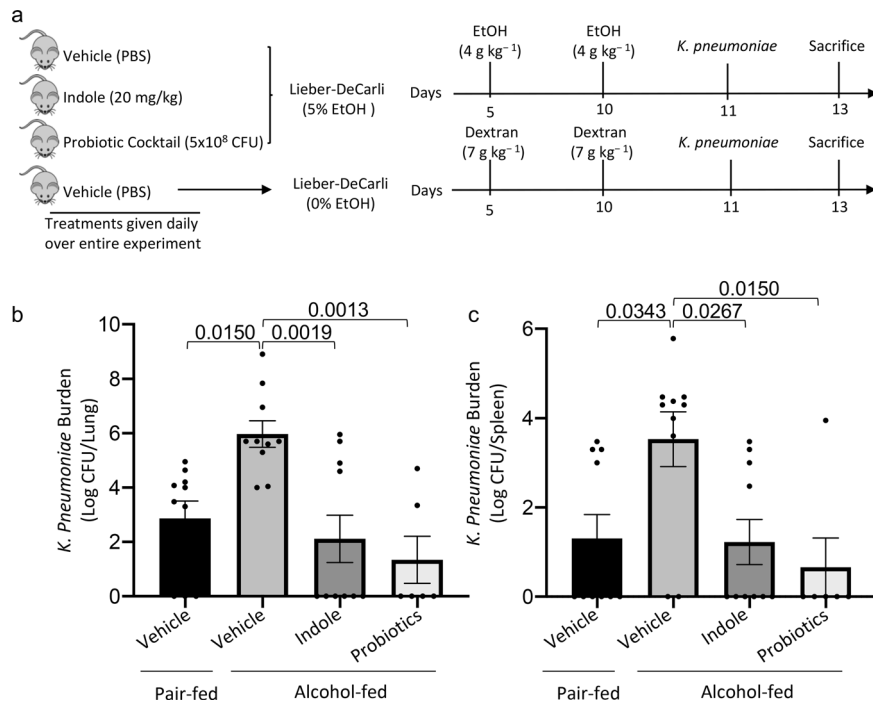 a
Vehicle (PBS)
Indole (20 mg/kg)
Probiotic Cocktail (5x10⁸ CFU)
Vehicle (PBS)
Treatments given daily
over entire experiment
Lieber-DeCarli
(5% EtOH )
Lieber-DeCarli
(0% EtOH)
EtOH
(4 g kg⁻¹)
EtOH
(4 g kg⁻¹)
K. pneumoniae
Sacrifice
Days
5
10
11
13
Dextran
(7 g kg⁻¹)
Dextran
(7 g kg⁻¹)
K. pneumoniae
Sacrifice
Days
5
10
11
13
b
K. Pneumoniae Burden
(Log CFU/Lung)
10
8
6
4
2
0
0.0150
0.0019
0.0013
Vehicle
Vehicle
Indole
Probiotics
Pair-fed
Alcohol-fed
c
K. Pneumoniae Burden
(Log CFU/Spleen)
6
4
2
0
0.0343
0.0267
0.0150
Vehicle
Vehicle
Indole
Probiotics
Pair-fed
Alcohol-fed